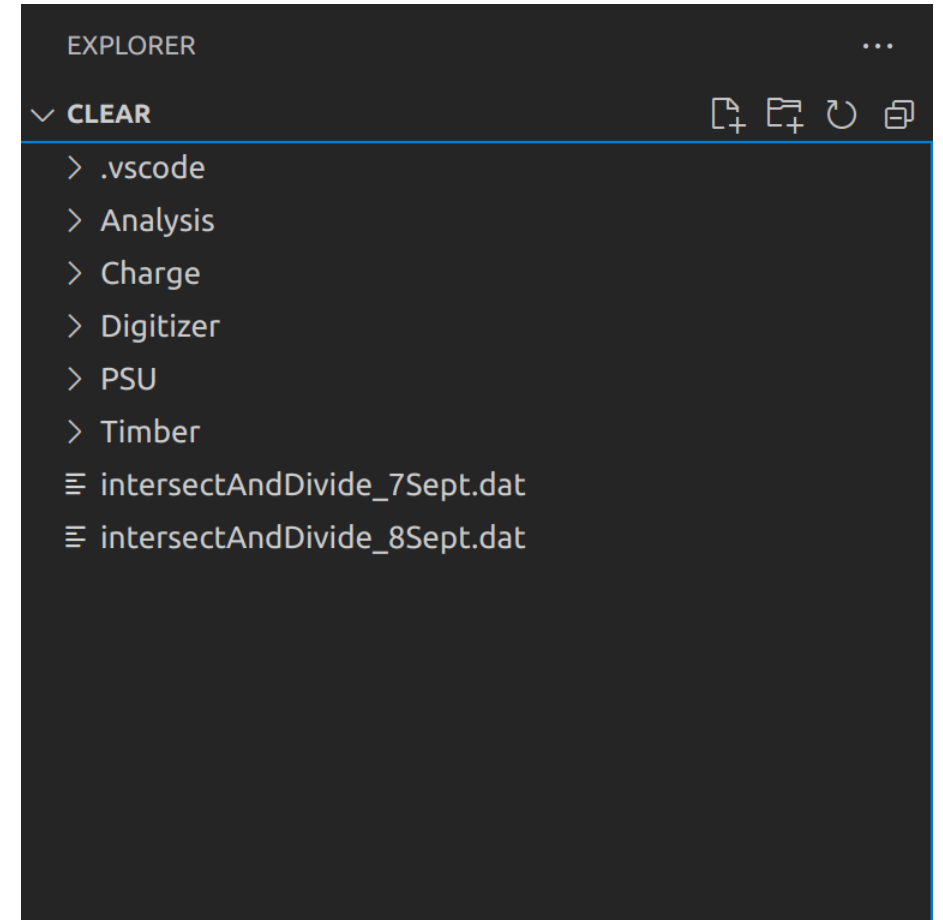 EXPLORER
CLEAR
.vscode
Analysis
Charge
Digitizer
PSU
Timber
intersectAndDivide_7Sept.dat
intersectAndDivide_8Sept.dat